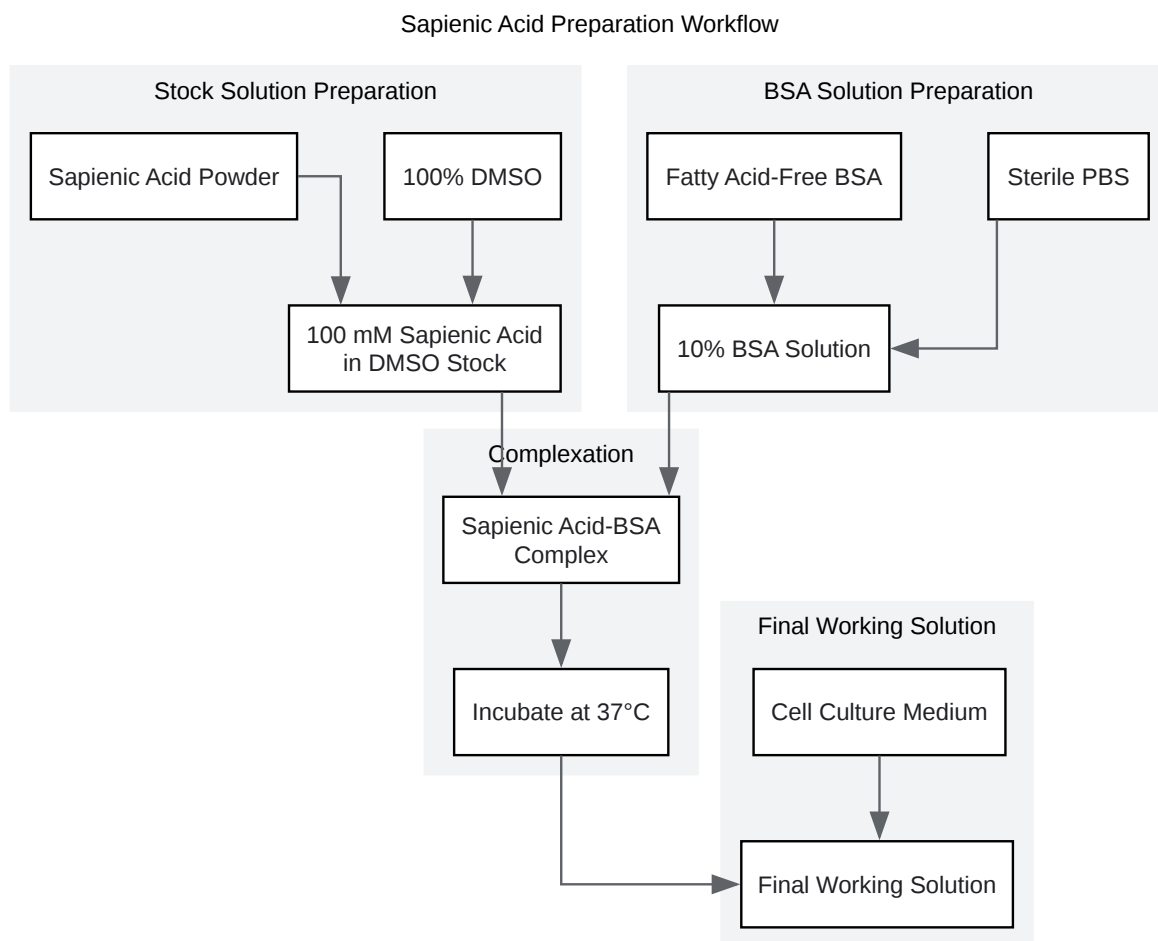 Sapienic Acid Preparation Workflow
Stock Solution Preparation
Sapienic Acid Powder
100% DMSO
100 mM Sapienic Acid
in DMSO Stock
BSA Solution Preparation
Fatty Acid-Free BSA
Sterile PBS
10% BSA Solution
Complexation
Sapienic Acid-BSA
Complex
Incubate at 37°C
Final Working Solution
Cell Culture Medium
Final Working Solution